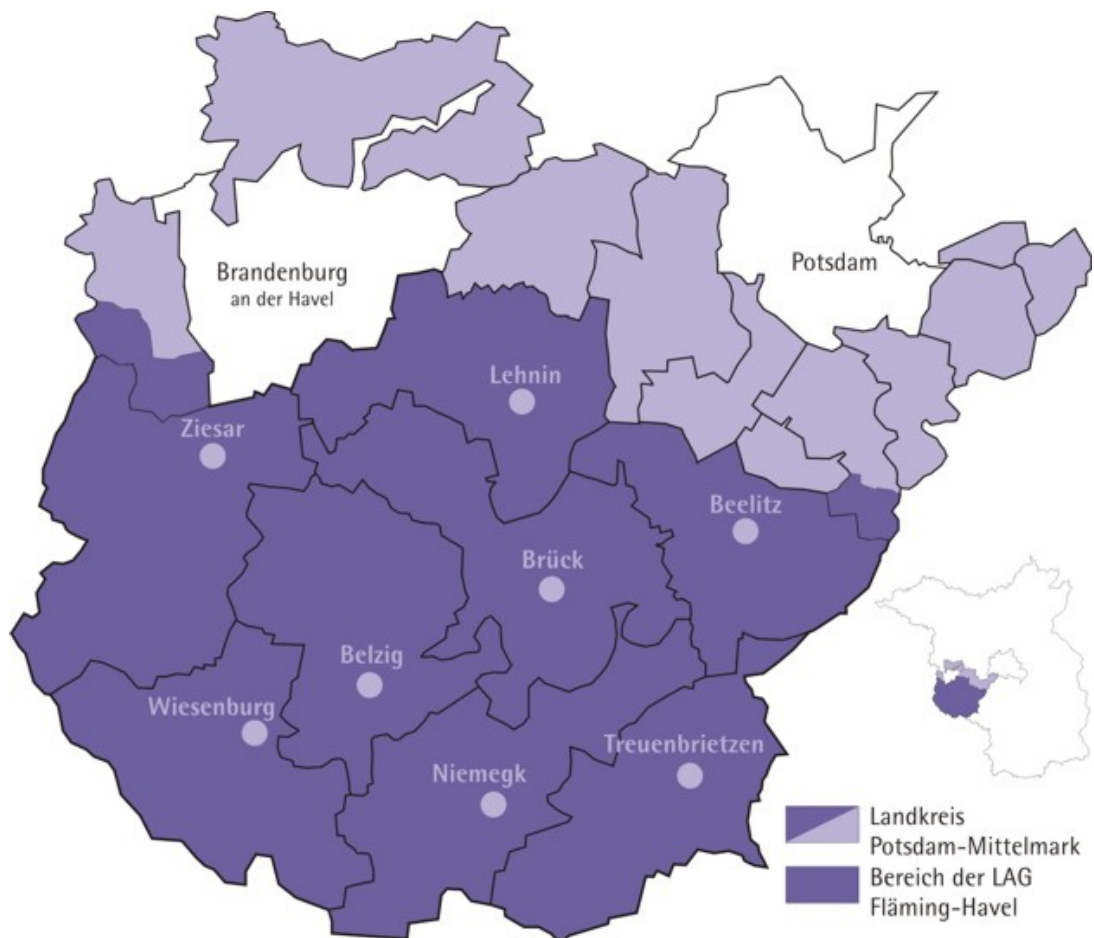 Brandenburg
an der Havel
Potsdam
Lehnin
Ziesar
Beelitz
Brück
Belzig
Wiesenburg
Treuenbrietzen
Niemegk
Landkreis
Potsdam-Mittelmark
Bereich der LAG
Fläming-Havel